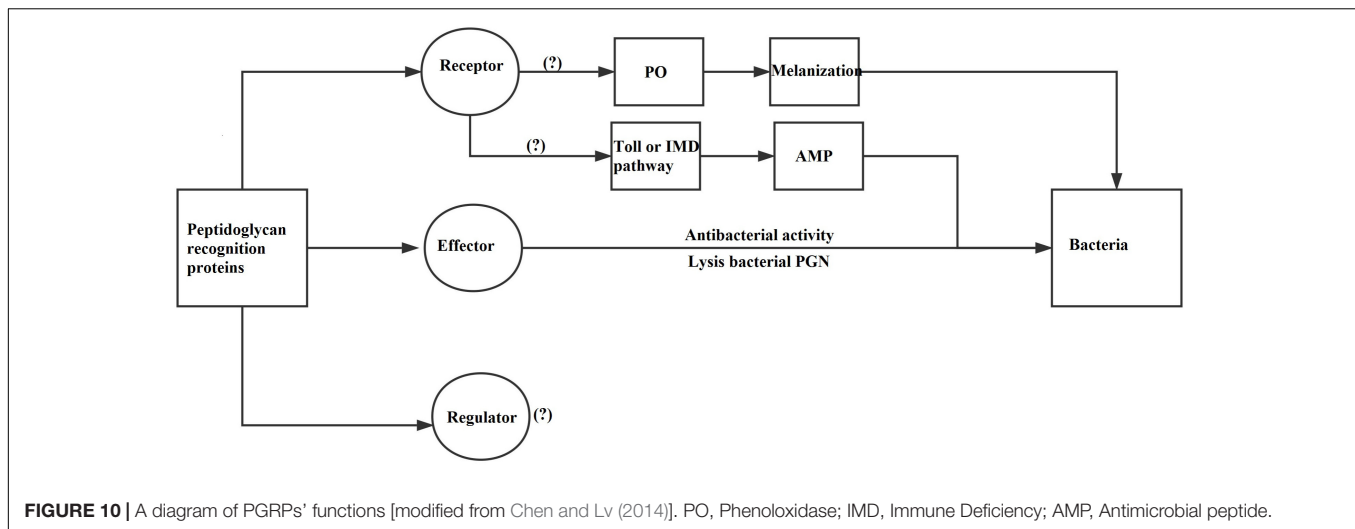 Receptor
(?)
PO
Melanization
(?)
Toll or IMD
pathway
AMP
Peptidoglycan
recognition
proteins
Effector
Antibacterial activity
Lysis bacterial PGN
Bacteria
Regulator
(?)
FIGURE 10 | A diagram of PGRPs' functions [modified from Chen and Lv (2014)]. PO, Phenoloxidase; IMD, Immune Deficiency; AMP, Antimicrobial peptide.